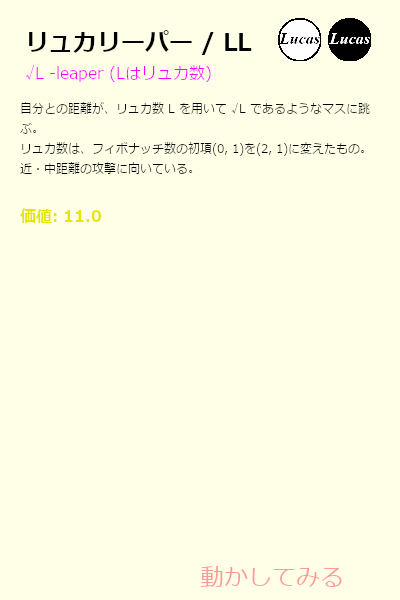 リュカリーパー / LL
Lucas Lucas
√L -leaper (Lはリュカ数)
自分との距離が、リュカ数 L を用いて √L であるようなマスに跳
ぶ。
リュカ数は、フィボナッチ数の初項(0, 1)を(2, 1)に変えたもの。
近・中距離の攻撃に向いている。
価値: 11.0
動かしてみる